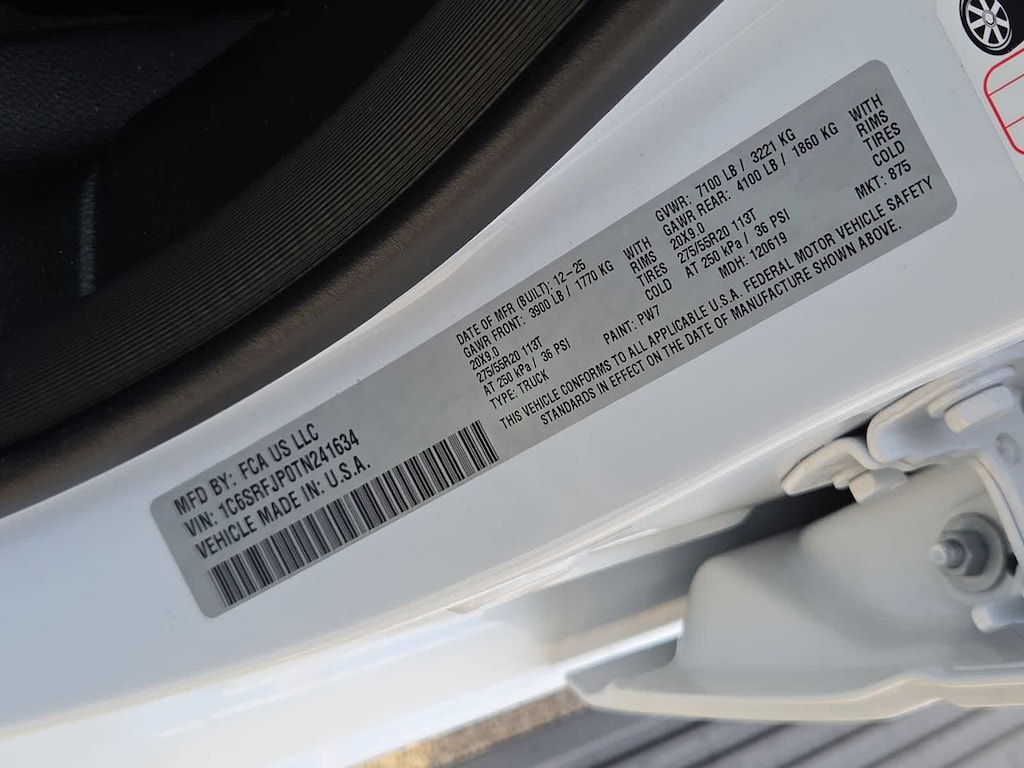 MFD BY: FCA US LLC
VIN: 1C6SRFJP0TN241634
VEHICLE MADE IN: U.S.A.
DATE OF MFR (BUILT): 12-25 GVWR: 7100 LB / 3221 KG
GAWR FRONT: 3900 LB / 1770 KG WITH GAWR REAR: 4100 LB / 1860 KG WITH
20X9.0 RIMS 20X9.0 RIMS
275/55R20 113T TIRES 275/55R20 113T TIRES
AT 250 kPa / 36 PSI COLD AT 250 kPa / 36 PSI COLD
TYPE: TRUCK PAINT: PW7 MDH: 120619 MKT: 875
THIS VEHICLE CONFORMS TO ALL APPLICABLE U.S.A. FEDERAL MOTOR VEHICLE SAFETY
STANDARDS IN EFFECT ON THE DATE OF MANUFACTURE SHOWN ABOVE.